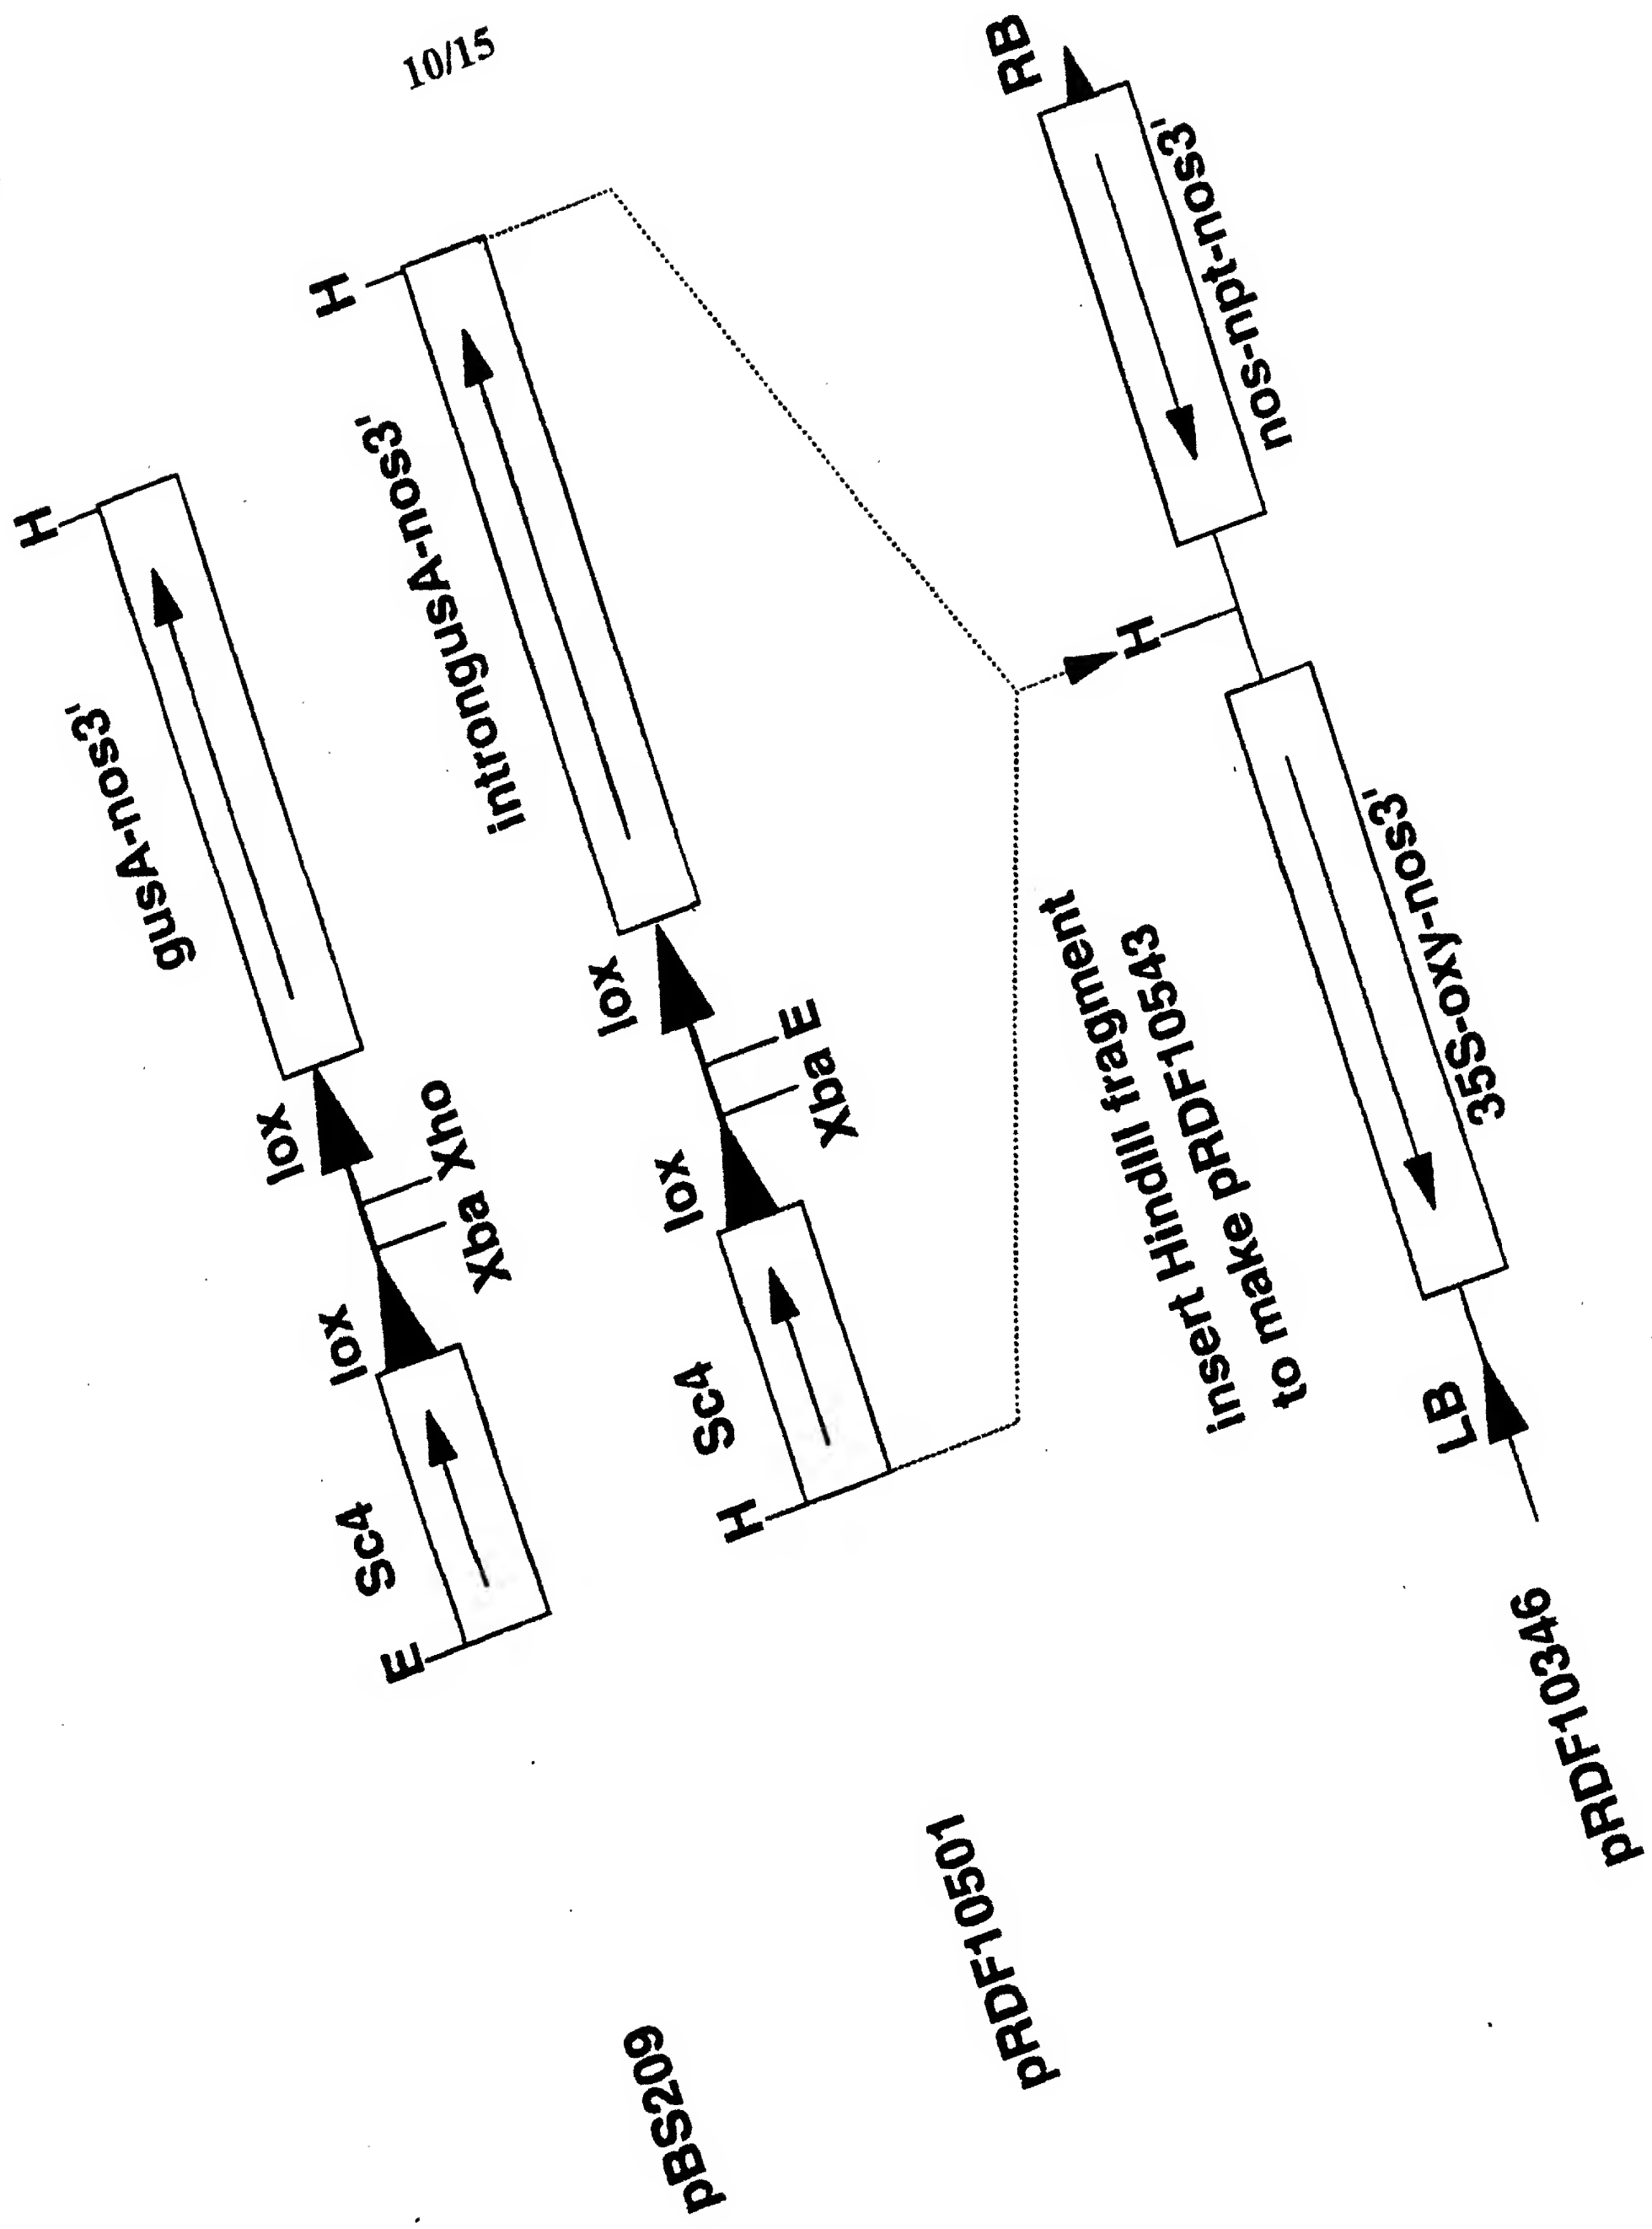 10/15
pBS209
E
Sc4
lox
Xba Xho
lox
gusA-nos3'
H
pRDF10501
H
Sc4
lox
Xba E
lox
introngusA-nos3'
H
insert HindIII fragment
to make pRDF10543
pRDF10346
LB
35S-oxy-nos3'
H
nos-npt-nos3'
RB